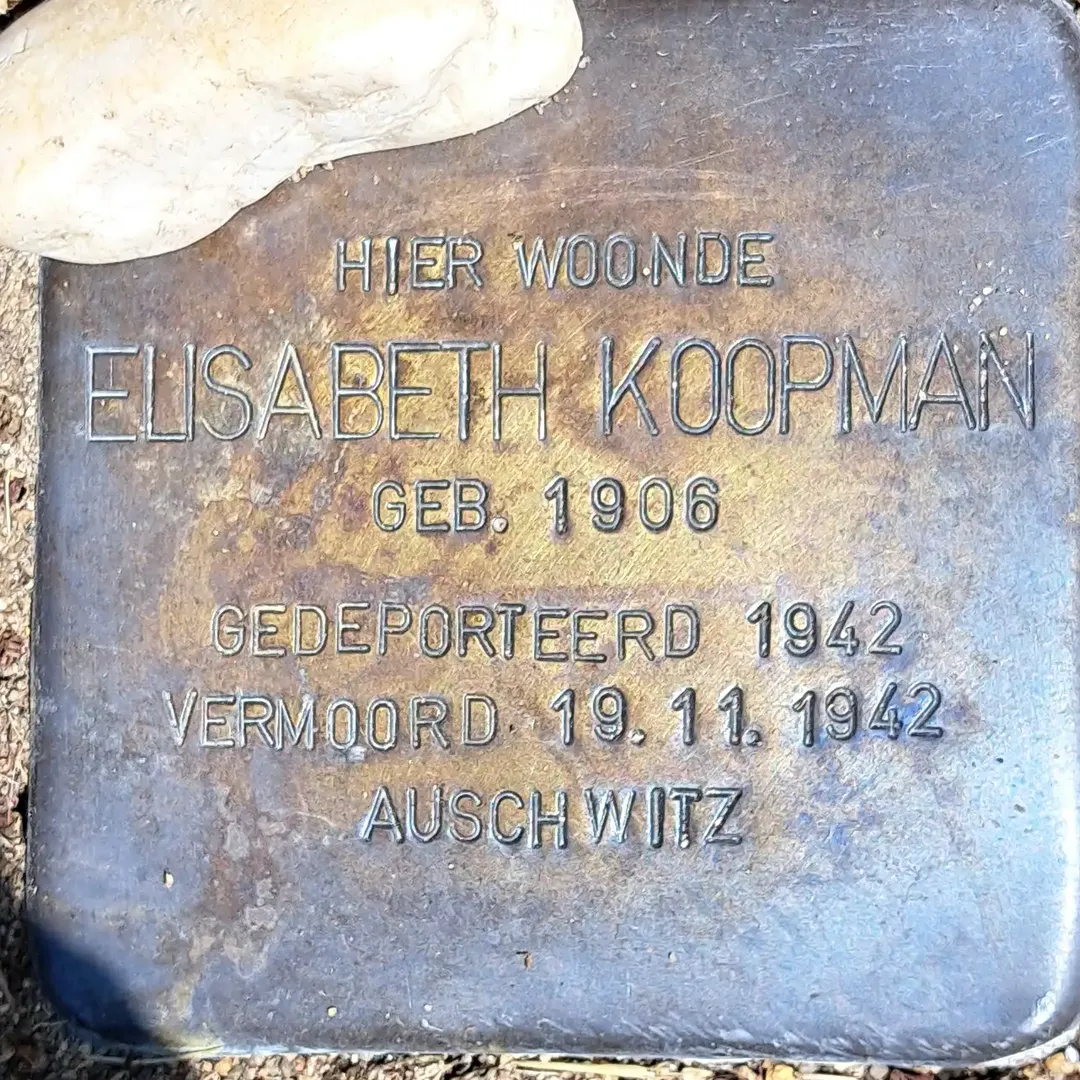 HIER WOONDE
ELISABETH KOOPMAN
GEB. 1906
GEDEPORTEERD 1942
VERMOORD 19.11.1942
AUSCHWITZ